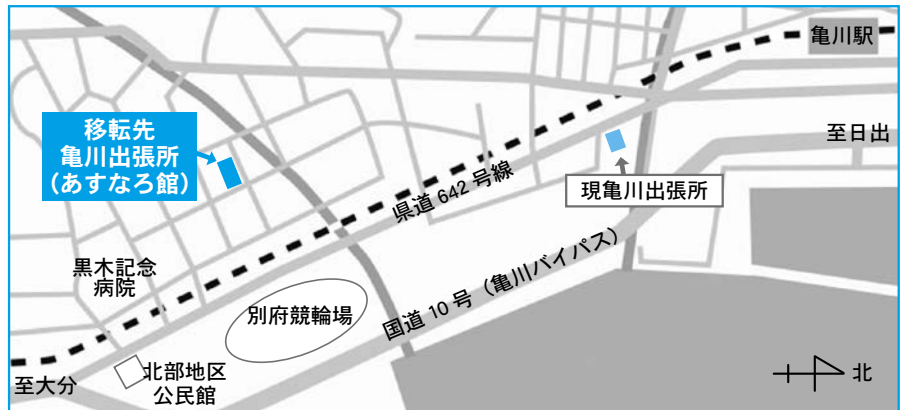 亀川駅
移転先
亀川出張所
(あすなろ館)
至日出
現亀川出張所
県道 642 号線
黒木記念
病院
国道 10 号（亀川バイパス）
別府競輪場
至大分
北部地区
公民館
北